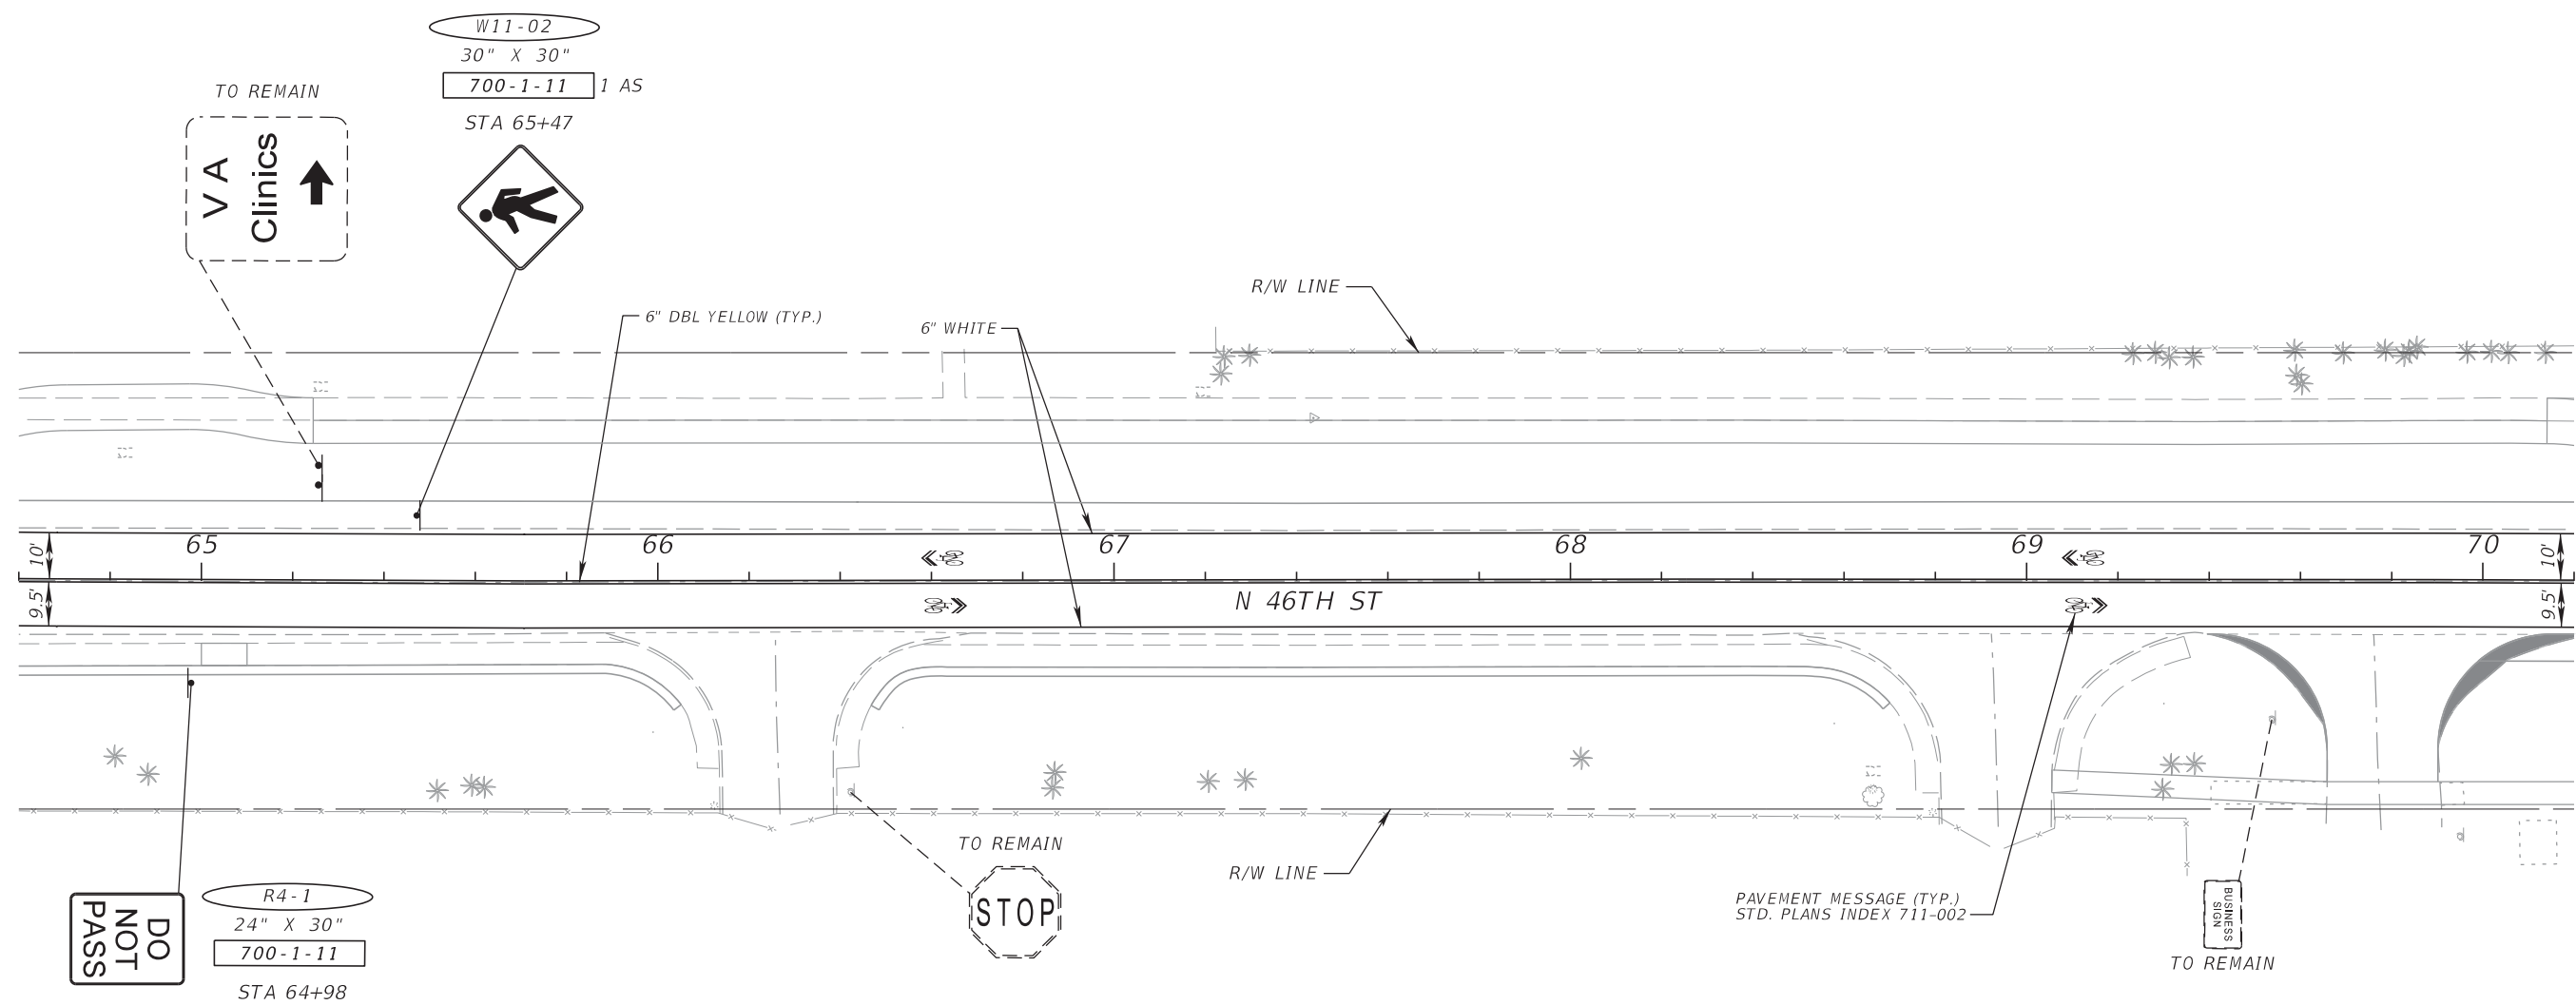 W11-02
30" X 30"
700-1-11 1 AS
STA 65+47
TO REMAIN
V A
Clinics
R/W LINE
6" DBL YELLOW (TYP.)
6" WHITE
65 66 67 68 69 70
10' 10'
9.5' 9.5'
N 46TH ST
TO REMAIN
STOP
R/W LINE
PAVEMENT MESSAGE (TYP.)
STD. PLANS INDEX 711-002
BUSINESS
SIGN
TO REMAIN
DO
NOT
PASS
R4-1
24" X 30"
700-1-11
STA 64+98